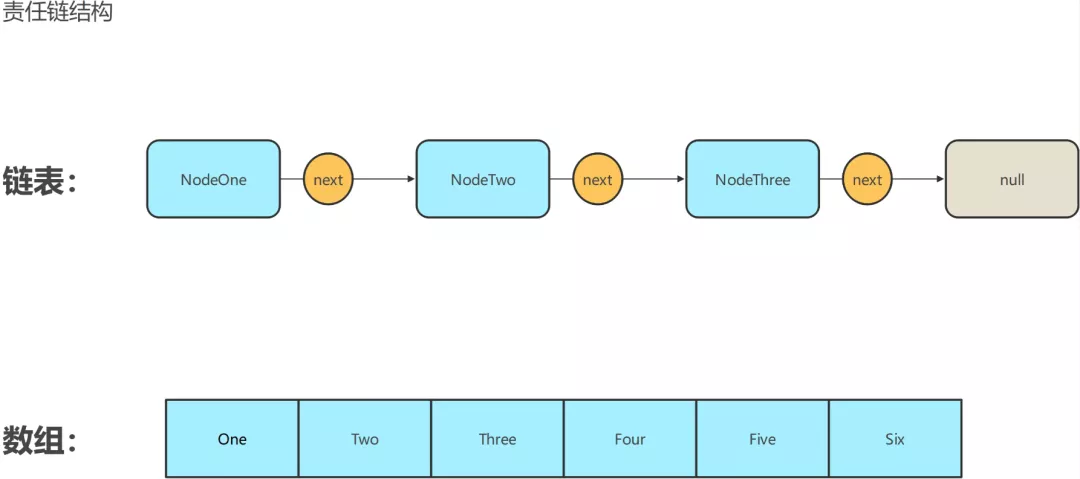 责任链结构
链表：
NodeOne
next
NodeTwo
next
NodeThree
next
null
数组：
One
Two
Three
Four
Five
Six